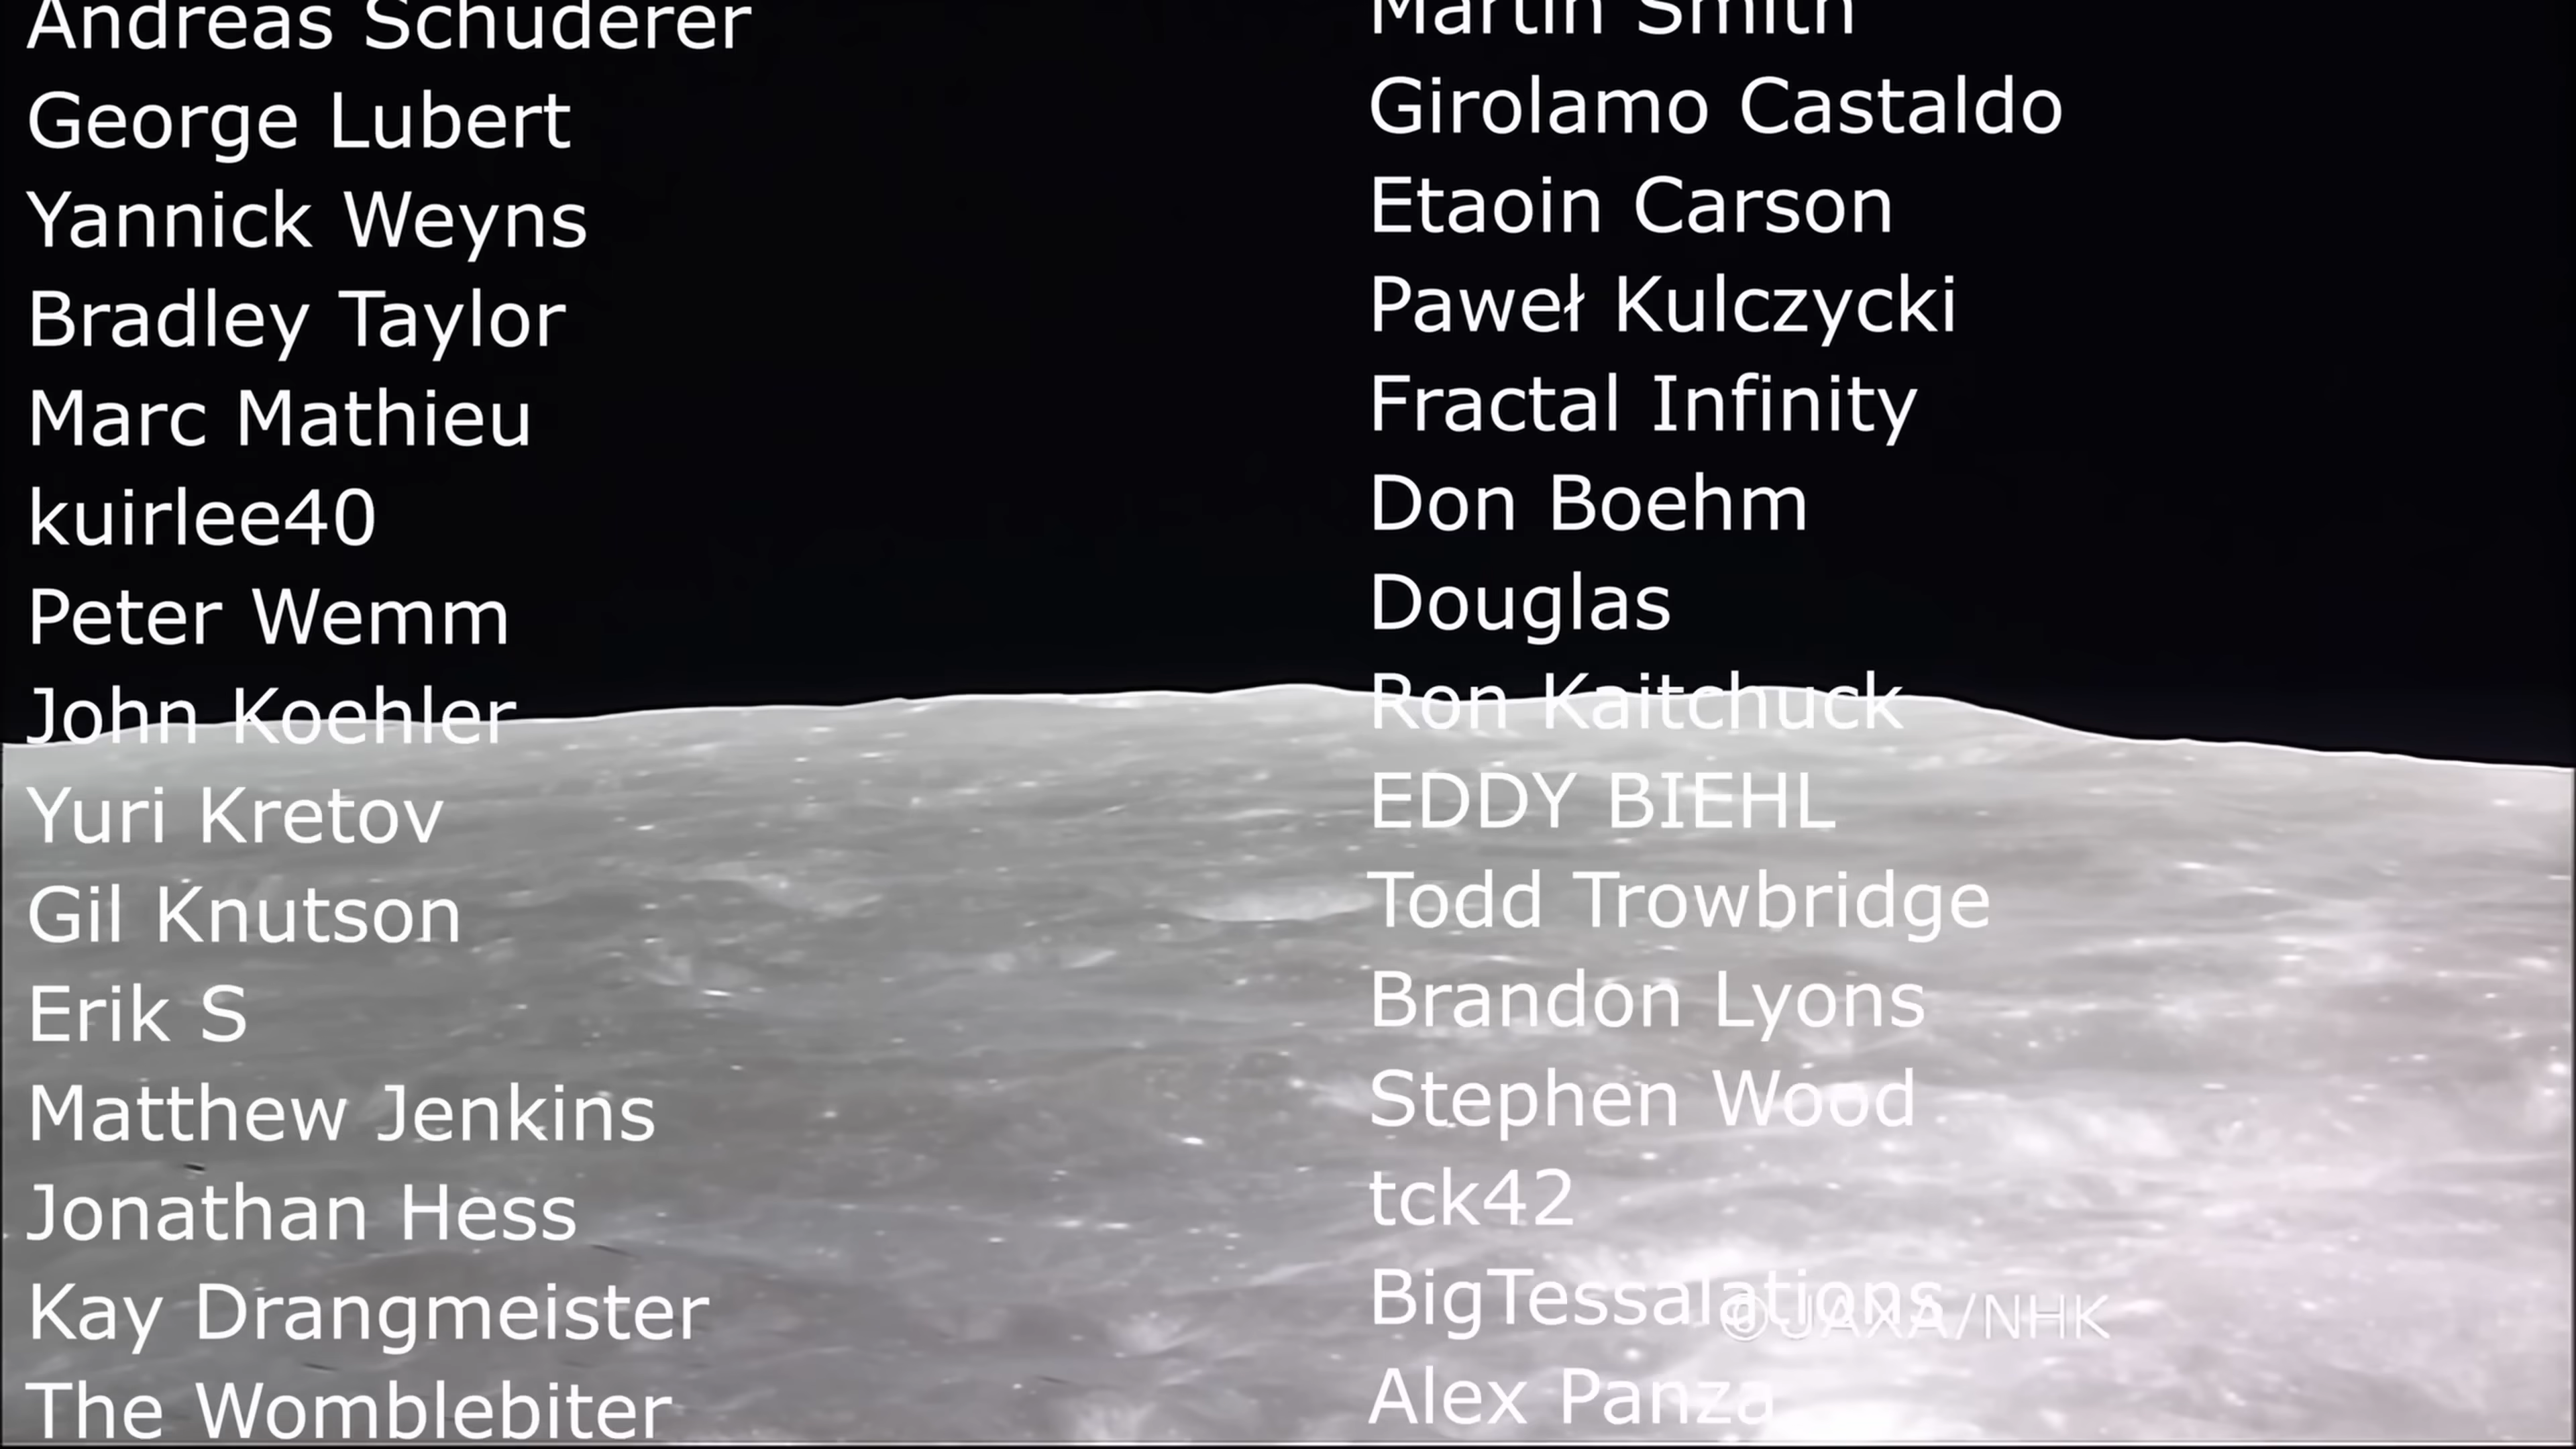 Andreas Schuderer
George Lubert
Yannick Weyns
Bradley Taylor
Marc Mathieu
kuirlee40
Peter Wemm
John Koehler
Yuri Kretov
Gil Knutson
Erik S
Matthew Jenkins
Jonathan Hess
Kay Drangmeister
The Womblebiter
Martin Smith
Girolamo Castaldo
Etaoin Carson
Paweł Kulczycki
Fractal Infinity
Don Boehm
Douglas
Ron Kaitchuck
EDDY BIEHL
Todd Trowbridge
Brandon Lyons
Stephen Wood
tck42
BigTessalations
©JAXA/NHK
Alex Panza